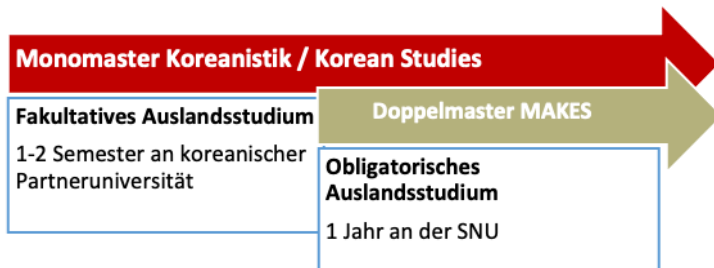 Monomaster Koreanistik / Korean Studies
Fakultatives Auslandsstudium
1-2 Semester an koreanischer
Partneruniversität
Doppelmaster MAKES
Obligatorisches
Auslandsstudium
1 Jahr an der SNU